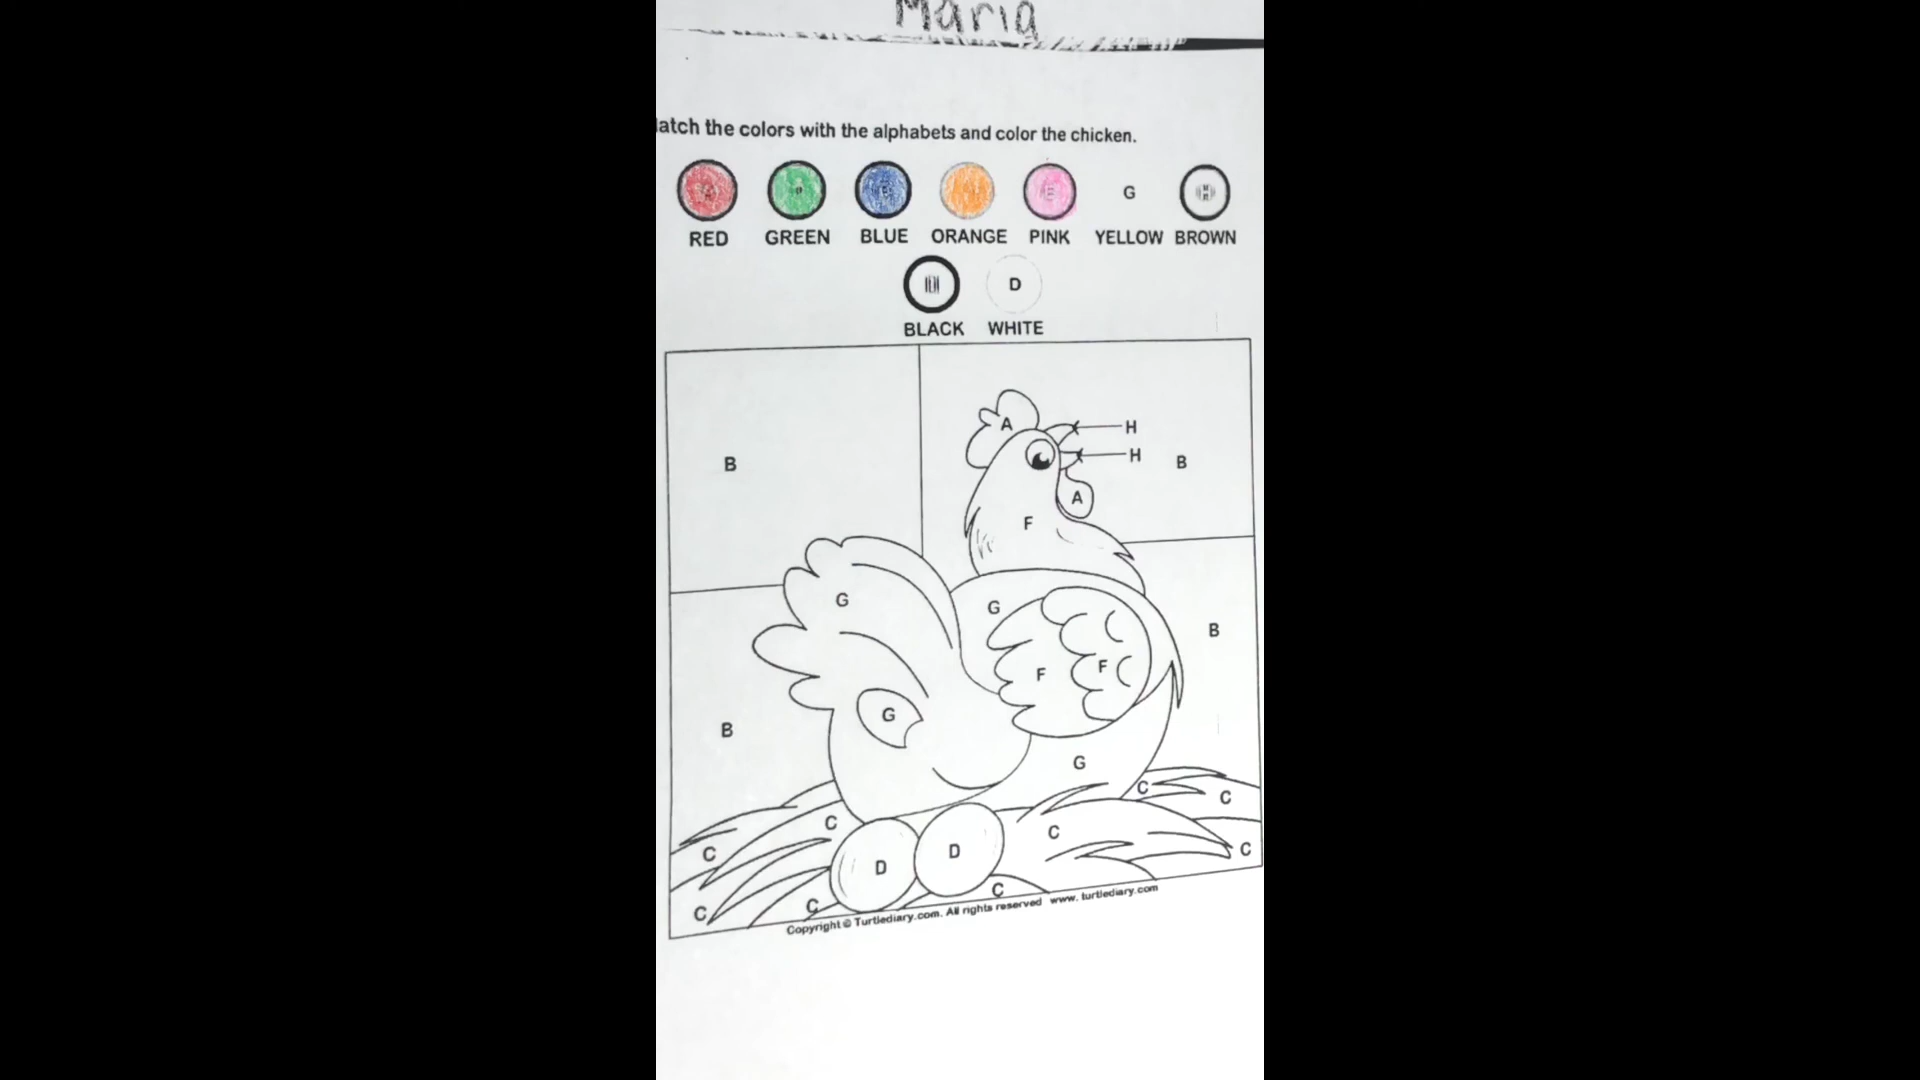 Maria
atch the colors with the alphabets and color the chicken.
G
RED GREEN BLUE ORANGE PINK YELLOW BROWN
D
BLACK WHITE
A
H
H
B
B
A
F
G
G
B
F
F
G
B
G
C
C
C
C
C
C
D
D
C
C
C
Copyright © Turtlediary.com. All rights reserved www. turtlediary.com